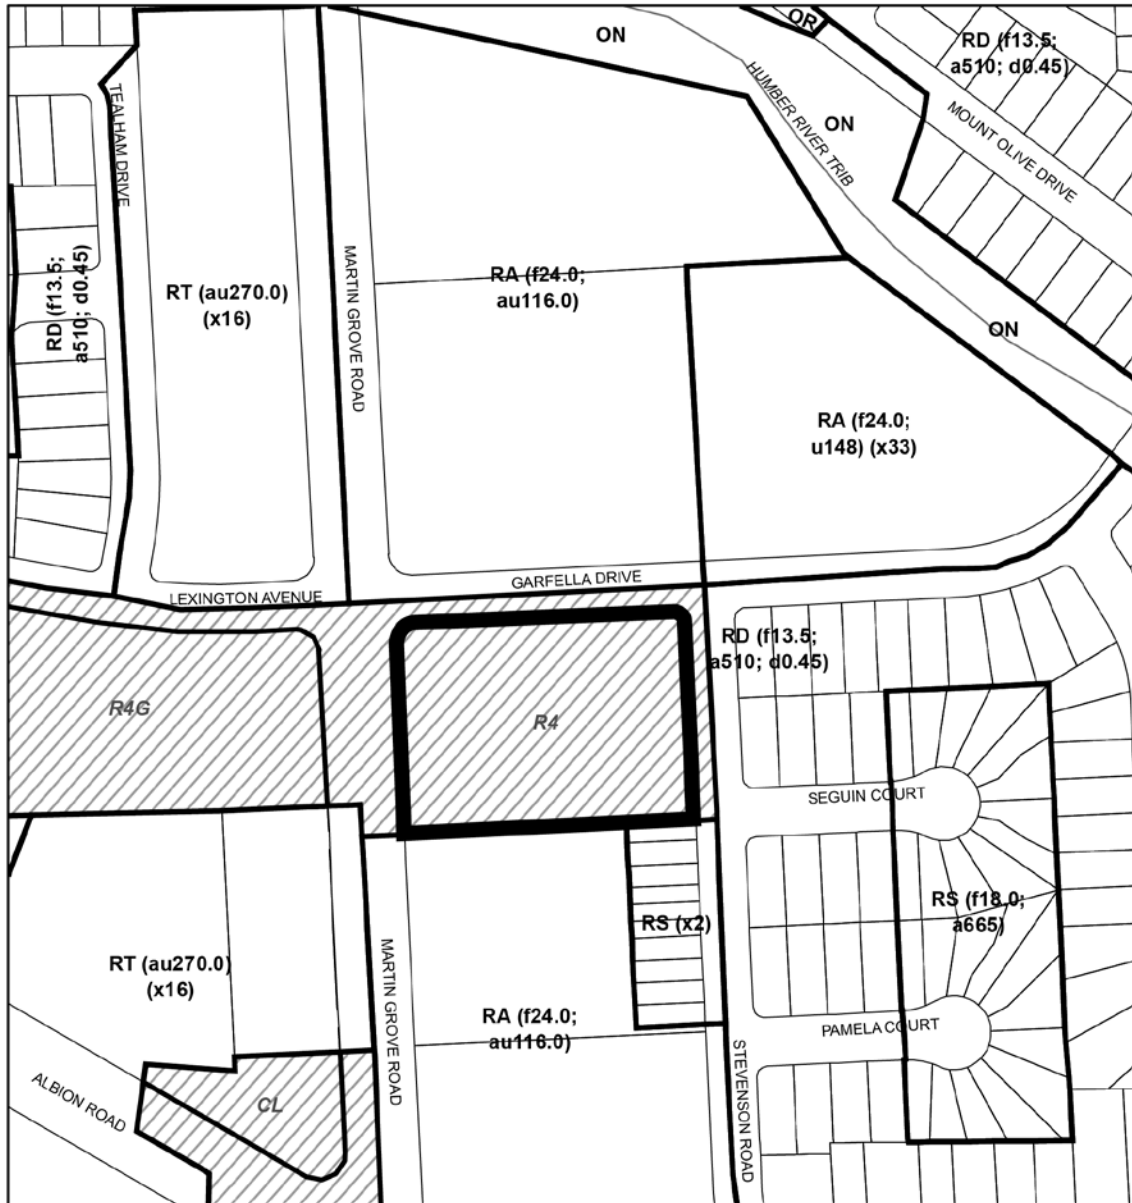 ON
OR
RD (f13.5;
a510; d0.45)
HUMBER RIVER TRIB
ON
MOUNT OLIVE DRIVE
TEALHAM DRIVE
RD (f13.5;
a510; d0.45)
RT (au270.0)
(x16)
MARTIN GROVE ROAD
RA (f24.0;
au116.0)
ON
RA (f24.0;
u148) (x33)
LEXINGTON AVENUE
GARFELLA DRIVE
RD (f13.5;
a510; d0.45)
R4G
R4
SEGUIN COURT
RS (f18.0;
a665)
RS (x2)
RT (au270.0)
(x16)
MARTIN GROVE ROAD
RA (f24.0;
au116.0)
PAMELA COURT
STEVENSON ROAD
ALBION ROAD
CL